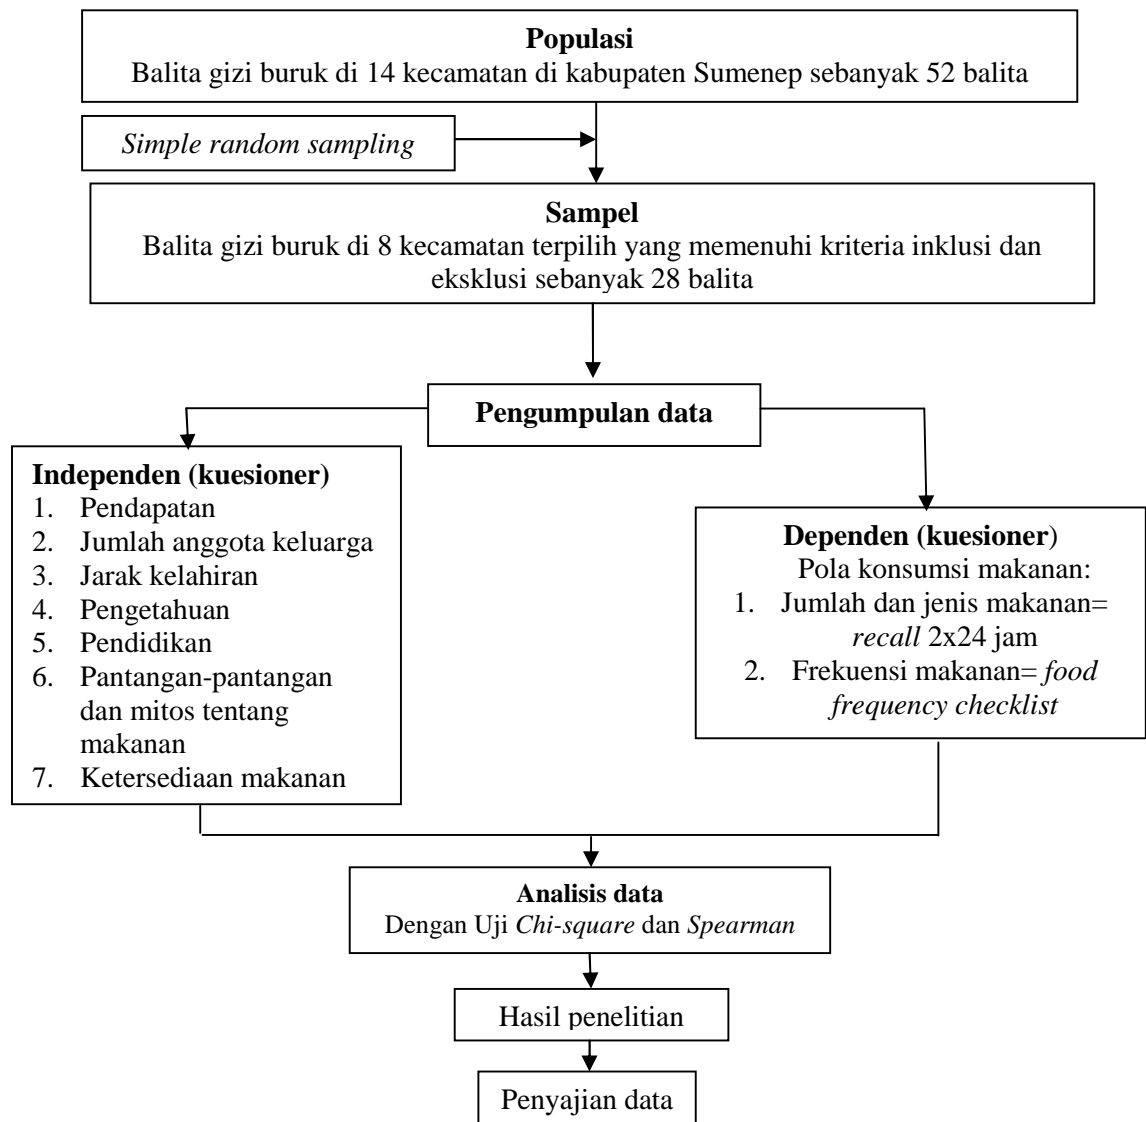 Populasi
Balita gizi buruk di 14 kecamatan di kabupaten Sumenep sebanyak 52 balita
Simple random sampling
Sampel
Balita gizi buruk di 8 kecamatan terpilih yang memenuhi kriteria inklusi dan
eksklusi sebanyak 28 balita
Pengumpulan data
Independen (kuesioner)
1. Pendapatan
2. Jumlah anggota keluarga
3. Jarak kelahiran
4. Pengetahuan
5. Pendidikan
6. Pantangan-pantangan
dan mitos tentang
makanan
7. Ketersediaan makanan
Dependen (kuesioner)
Pola konsumsi makanan:
1. Jumlah dan jenis makanan=
recall 2x24 jam
2. Frekuensi makanan= food
frequency checklist
Analisis data
Dengan Uji Chi-square dan Spearman
Hasil penelitian
Penyajian data